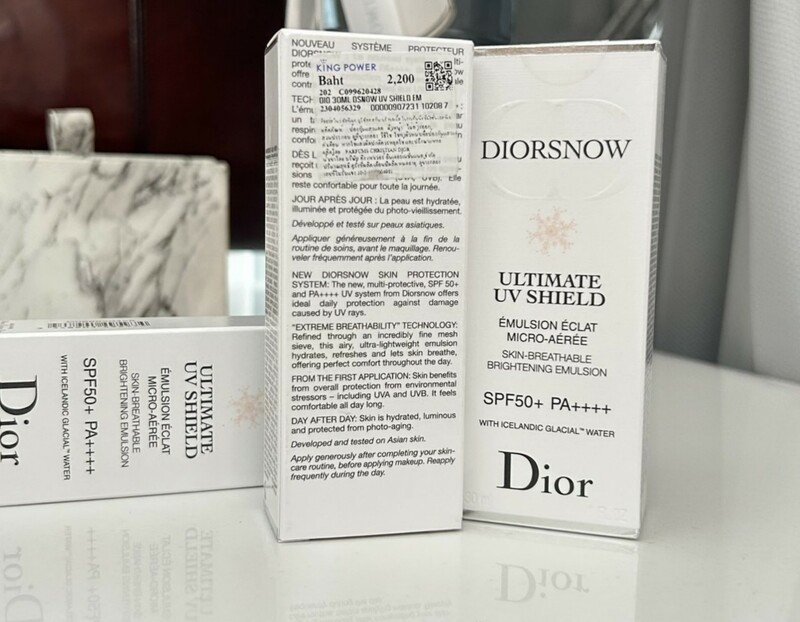 NOUVEAU SYSTÈME PROTECTEUR
KING POWER
Baht 2,200
202 C099620428
DIO 30ML DSNOW UV SHIELD EM
2304056329
reste confortable pour toute la journée.
JOUR APRÈS JOUR : La peau est hydratée,
illuminée et protégée du photo-vieillissement.
Développé et testé sur peaux asiatiques.
Appliquer généreusement à la fin de la
routine de soins, avant le maquillage. Renou-
veler fréquemment après l'application.
NEW DIORSNOW SKIN PROTECTION
SYSTEM: The new, multi-protective, SPF 50+
and PA++++ UV system from Diorsnow offers
ideal daily protection against damage
caused by UV rays.
"EXTREME BREATHABILITY" TECHNOLOGY:
Refined through an incredibly fine mesh
sieve, this airy, ultra-lightweight emulsion
hydrates, refreshes and lets skin breathe,
offering perfect comfort throughout the day.
FROM THE FIRST APPLICATION: Skin benefits
from overall protection from environmental
stressors – including UVA and UVB. It feels
comfortable all day long.
DAY AFTER DAY: Skin is hydrated, luminous
and protected from photo-aging.
Developed and tested on Asian skin.
Apply generously after completing your skin-
care routine, before applying makeup. Reapply
frequently during the day.
DIORSNOW
ULTIMATE
UV SHIELD
ÉMULSION ÉCLAT
MICRO-AÉRÉE
SKIN-BREATHABLE
BRIGHTENING EMULSION
SPF50+ PA++++
WITH ICELANDIC GLACIAL™ WATER
Dior
ULTIMATE
UV SHIELD
ÉMULSION ÉCLAT
MICRO-AÉRÉE
SKIN-BREATHABLE
BRIGHTENING EMULSION
SPF50+ PA++++
WITH ICELANDIC GLACIAL™ WATER
Dior